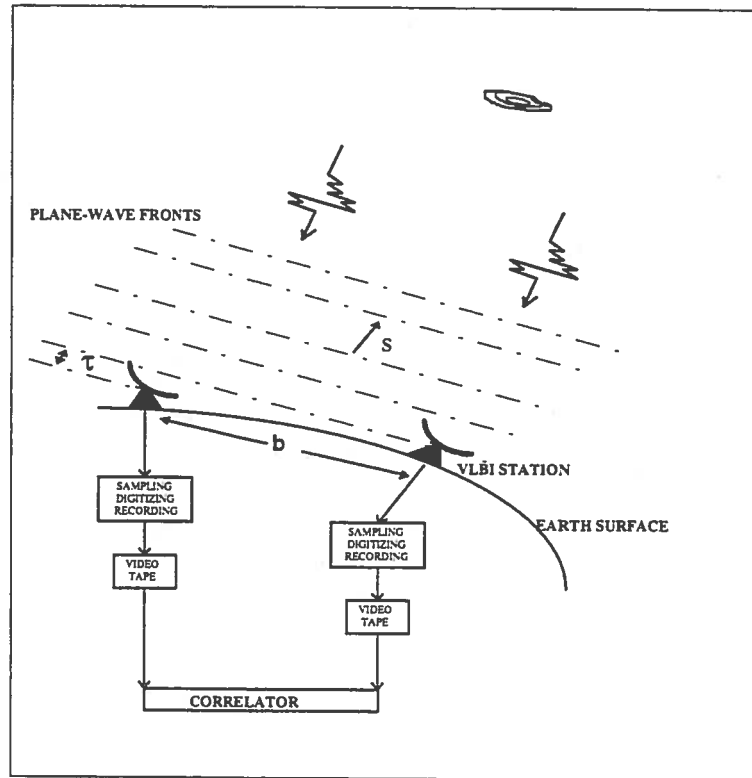 PLANE-WAVE FRONTS
S
τ
b
VLBI STATION
EARTH SURFACE
SAMPLING
DIGITIZING
RECORDING
SAMPLING
DIGITIZING
RECORDING
VIDEO
TAPE
VIDEO
TAPE
CORRELATOR